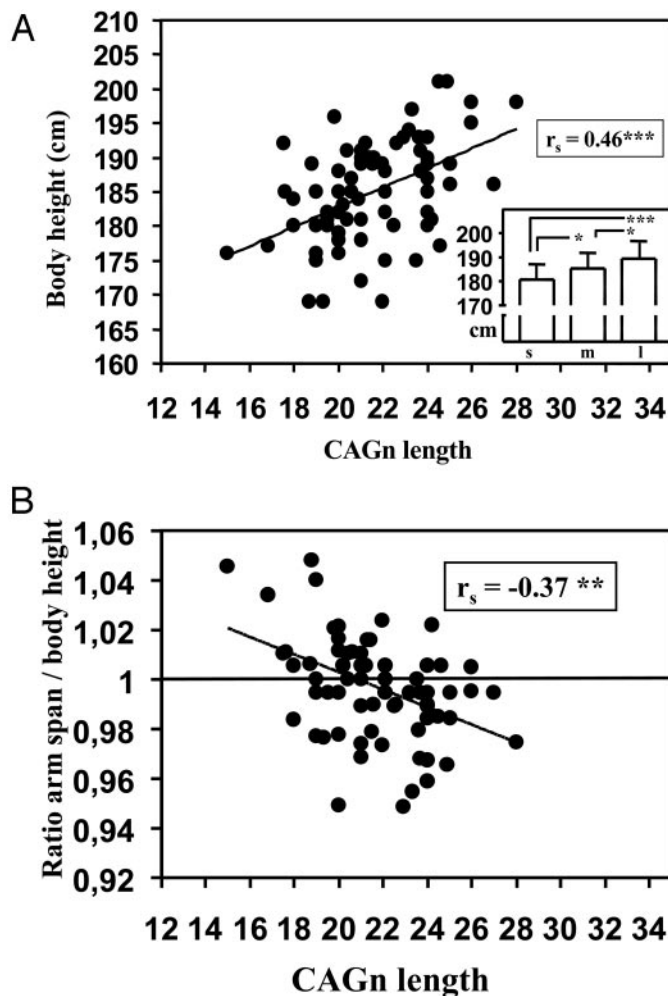 A
Body height (cm)
210
205
200
195
190
185
180
175
170
165
160
r_s = 0.46***
200
190
180
170
cm
***
* *
s m l
12 14 16 18 20 22 24 26 28 30 32 34
CAGn length
B
Ratio arm span / body height
1,06
1,04
1,02
1
0,98
0,96
0,94
0,92
r_s = -0.37 **
12 14 16 18 20 22 24 26 28 30 32 34
CAGn length